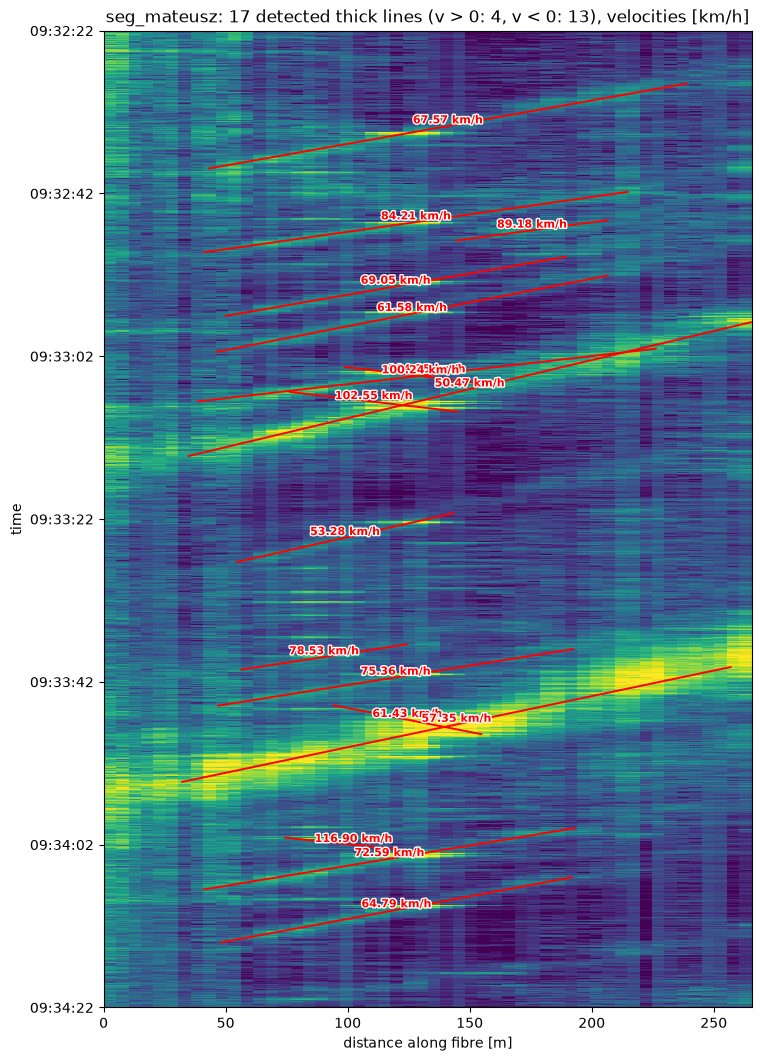 seg_mateusz: 17 detected thick lines (v > 0: 4, v < 0: 13), velocities [km/h]
09:32:22
67.57 km/h
09:32:42
84.21 km/h
89.18 km/h
69.05 km/h
61.58 km/h
09:33:02
100.24 km/h
50.47 km/h
102.55 km/h
time
09:33:22
53.28 km/h
78.53 km/h
75.36 km/h
09:33:42
61.43 km/h
57.35 km/h
09:34:02
116.90 km/h
72.59 km/h
64.79 km/h
09:34:22
0 50 100 150 200 250
distance along fibre [m]